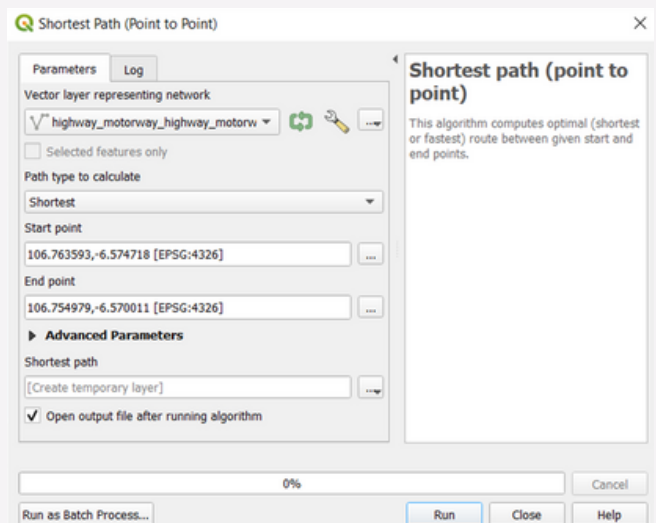 Shortest Path (Point to Point)
Parameters
Log
Vector layer representing network
highway_motorway_highway_motorw
...
Selected features only
Path type to calculate
Shortest
Start point
106.763593,-6.574718 [EPSG:4326]
...
End point
106.754979,-6.570011 [EPSG:4326]
...
Advanced Parameters
Shortest path
[Create temporary layer]
...
Open output file after running algorithm
Shortest path (point to
point)
This algorithm computes optimal (shortest
or fastest) route between given start and
end points.
0%
Cancel
Run as Batch Process...
Run
Close
Help